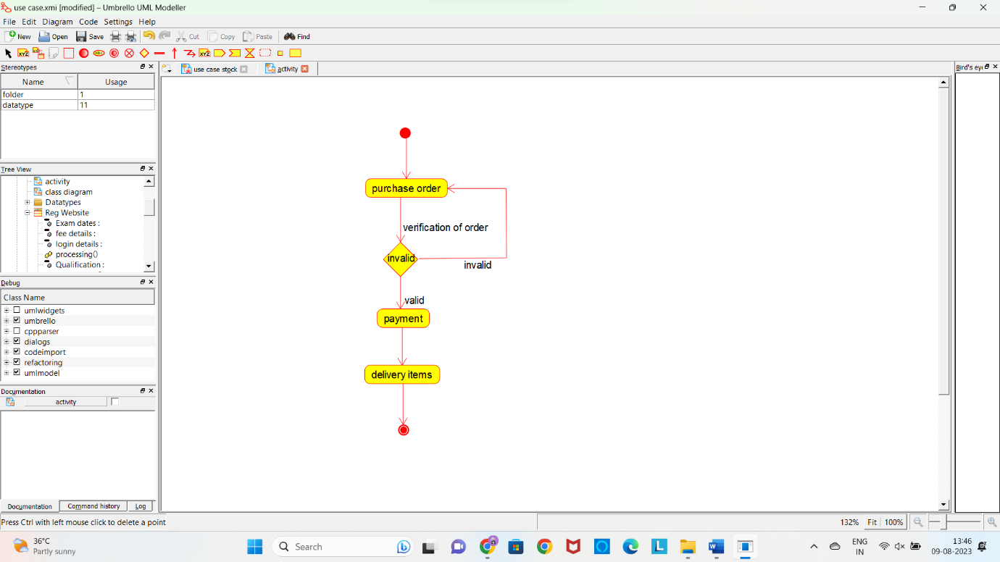 use case.xmi [modified] – Umbrello UML Modeller
File Edit Diagram Code Settings Help
New Open Save Cut Copy Paste Find
XYZ ABC XYZ
Stereotypes
Name Usage
folder 1
datatype 11
Tree View
activity
class diagram
Datatypes
Reg Website
Exam dates :
fee details :
login details :
processing()
Qualification :
Debug
Class Name
umlwidgets
umbrello
cppparser
dialogs
codeimport
refactoring
umlmodel
Documentation
activity
Documentation Command history Log
use case stock activity
purchase order
verification of order
invalid
invalid
valid
payment
delivery items
Bird's eye
Press Ctrl with left mouse click to delete a point
132% Fit 100%
36°C
Partly sunny
Search
ENG
IN
13:46
09-08-2023